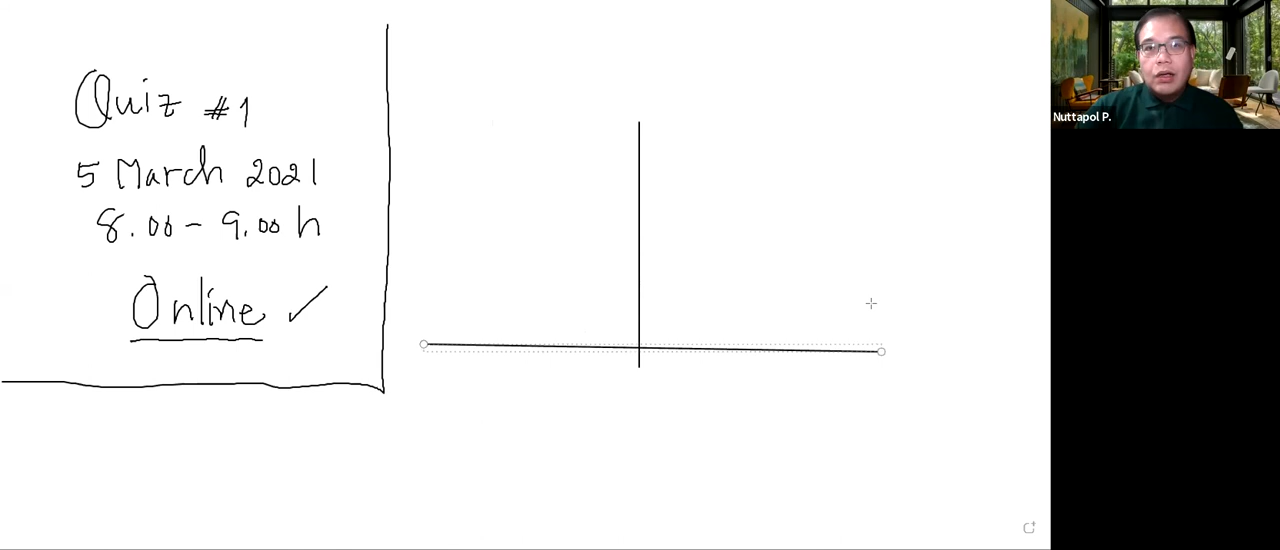 Quiz #1
5 March 2021
8.00 - 9.00 h
Online ✓
Nuttapol P.